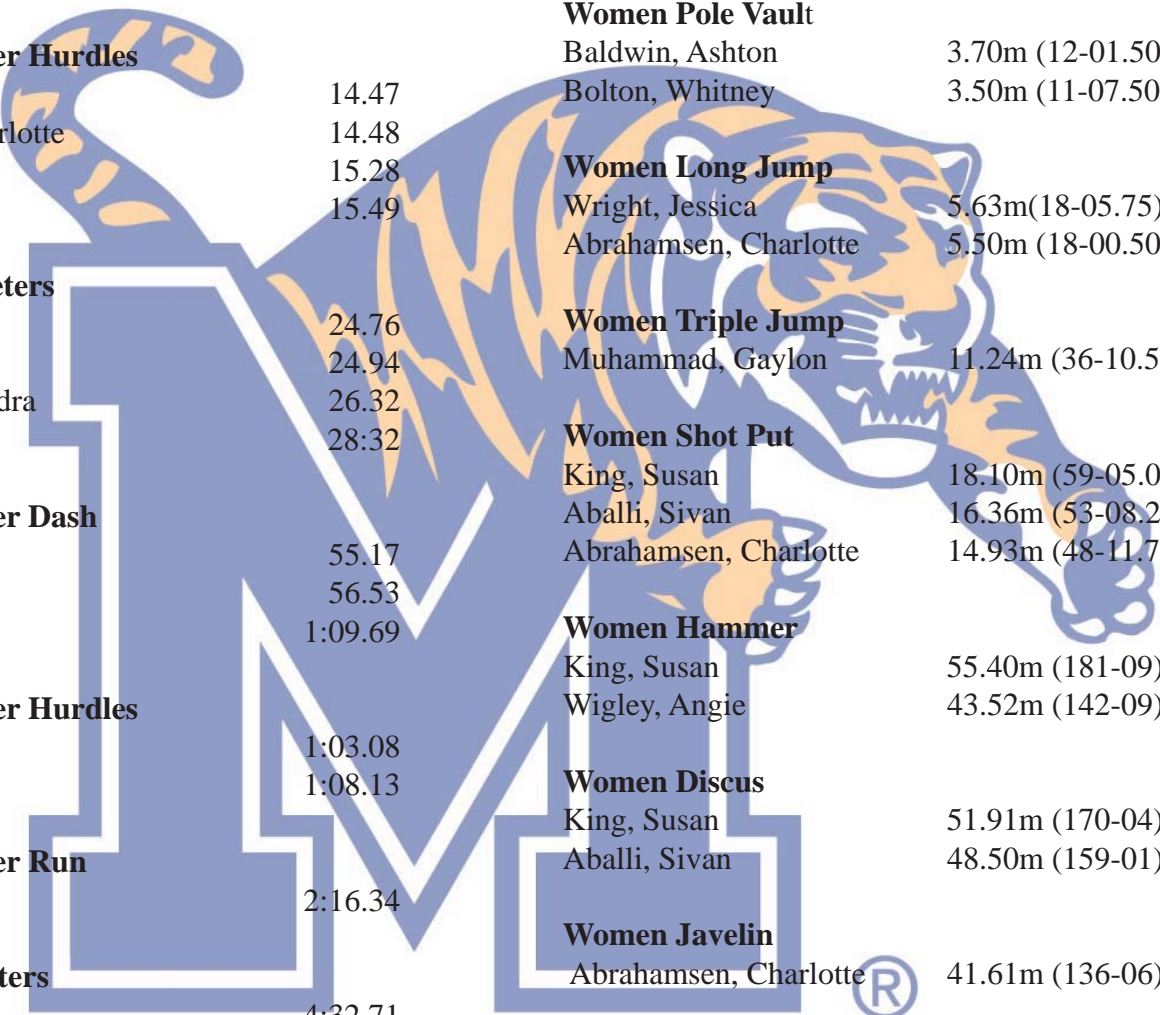 er Hurdles
14.47
rlotte 14.48
15.28
15.49
eters
24.76
24.94
dra 26.32
28:32
er Dash
55.17
56.53
1:09.69
er Hurdles
1:03.08
1:08.13
er Run
2:16.34
ters
4:32.71
Women Pole Vault
Baldwin, Ashton 3.70m (12-01.50
Bolton, Whitney 3.50m (11-07.50
Women Long Jump
Wright, Jessica 5.63m(18-05.75)
Abrahamsen, Charlotte 5.50m (18-00.50
Women Triple Jump
Muhammad, Gaylon 11.24m (36-10.5
Women Shot Put
King, Susan 18.10m (59-05.0
Aballi, Sivan 16.36m (53-08.2
Abrahamsen, Charlotte 14.93m (48-11.7
Women Hammer
King, Susan 55.40m (181-09)
Wigley, Angie 43.52m (142-09)
Women Discus
King, Susan 51.91m (170-04)
Aballi, Sivan 48.50m (159-01)
Women Javelin
Abrahamsen, Charlotte 41.61m (136-06)
M
®